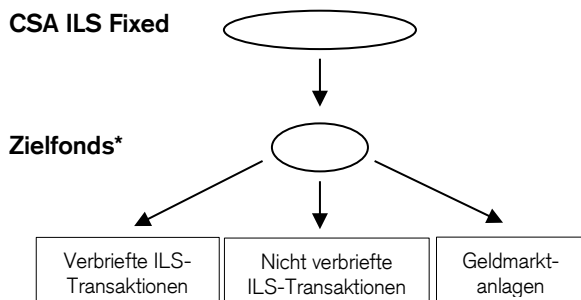 CSA ILS Fixed
Zielfonds*
Verbriefte ILS-
Transaktionen
Nicht verbriefte
ILS-Transaktionen
Geldmarkt-
anlagen